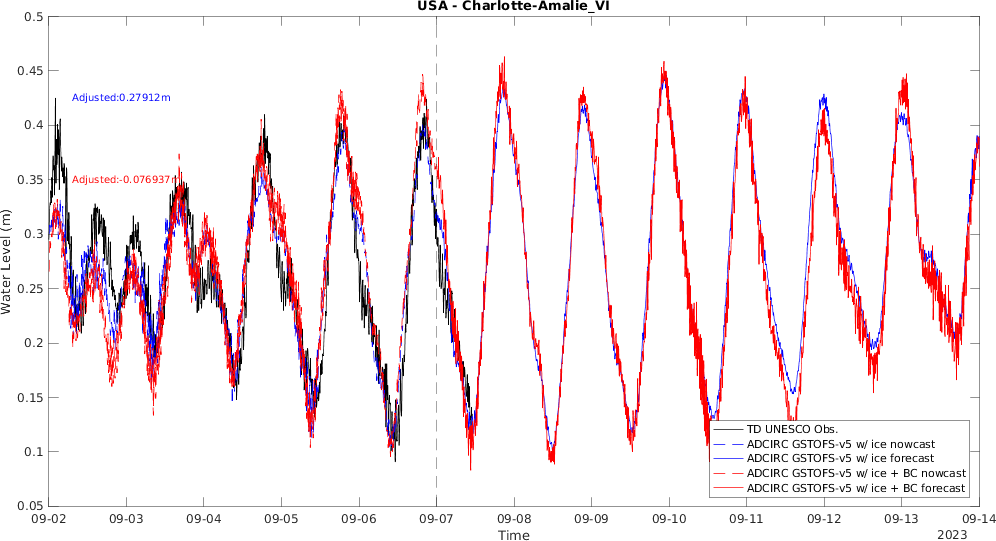 USA - Charlotte-Amalie_VI
0.5
0.45
0.4
0.35
0.3
0.25
0.2
0.15
0.1
0.05
Water Level (m)
Adjusted:0.27912m
Adjusted:-0.076937m
TD UNESCO Obs.
ADCIRC GSTOFS-v5 w/ ice nowcast
ADCIRC GSTOFS-v5 w/ ice forecast
ADCIRC GSTOFS-v5 w/ ice + BC nowcast
ADCIRC GSTOFS-v5 w/ ice + BC forecast
09-02 09-03 09-04 09-05 09-06 09-07 09-08 09-09 09-10 09-11 09-12 09-13 09-14
Time
2023